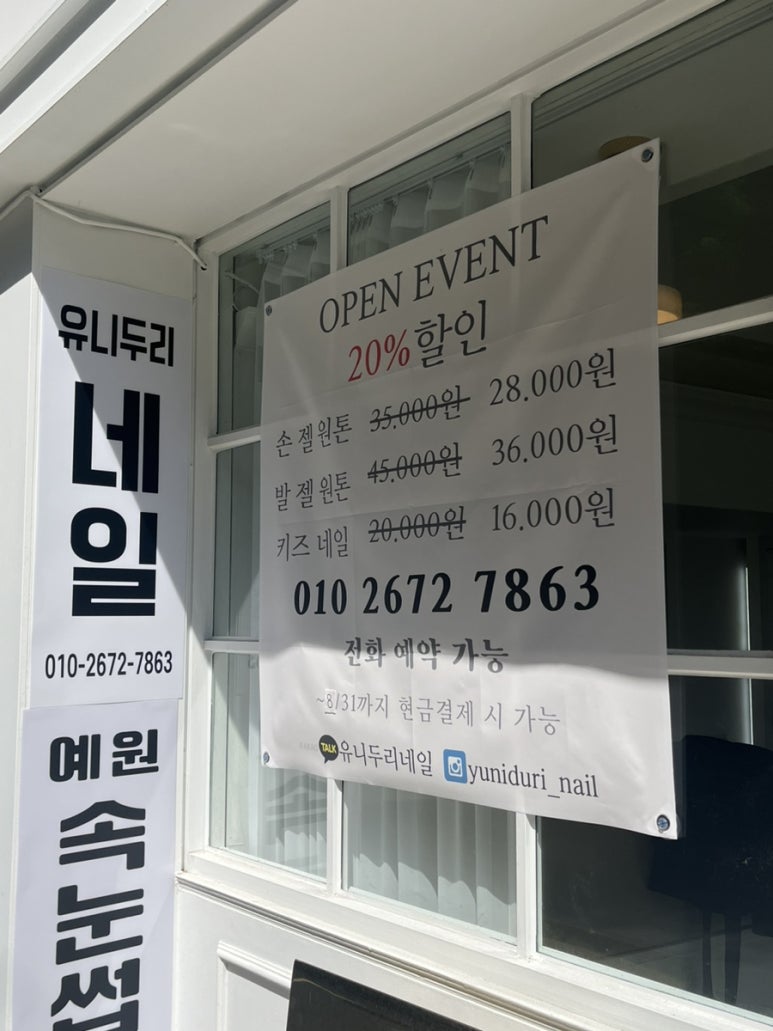 유니두리
네
일
010-2672-7863
예원
속
눈
썹
OPEN EVENT
20% 할인
손 젤 원톤 35.000원 28.000원
발 젤 원톤 45.000원 36.000원
키즈 네일 20.000원 16.000원
010 2672 7863
전화 예약 가능
~8/31까지 현금결제 시 가능
TALK 유니두리네일 yuniduri_nail